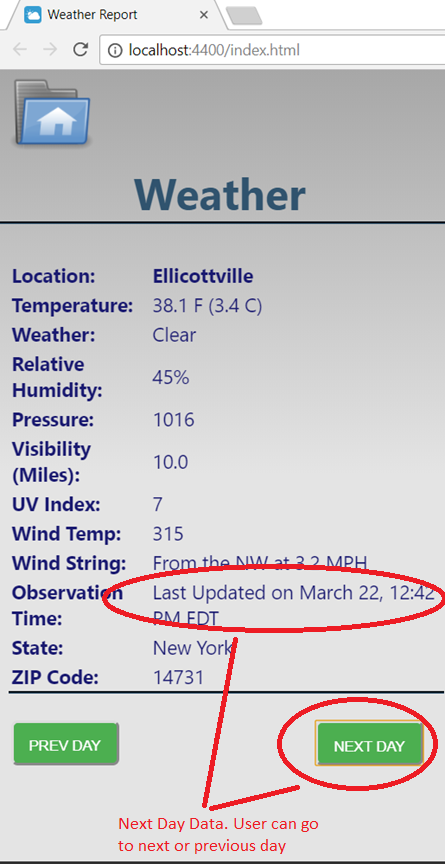 Weather Report
localhost:4400/index.html
Weather
Location: Ellicottville
Temperature: 38.1 F (3.4 C)
Weather: Clear
Relative
Humidity: 45%
Pressure: 1016
Visibility
(Miles): 10.0
UV Index: 7
Wind Temp: 315
Wind String: From the NW at 3.2 MPH
Observation Last Updated on March 22, 12:42
Time: PM EDT
State: New York
ZIP Code: 14731
PREV DAY NEXT DAY
Next Day Data. User can go
to next or previous day